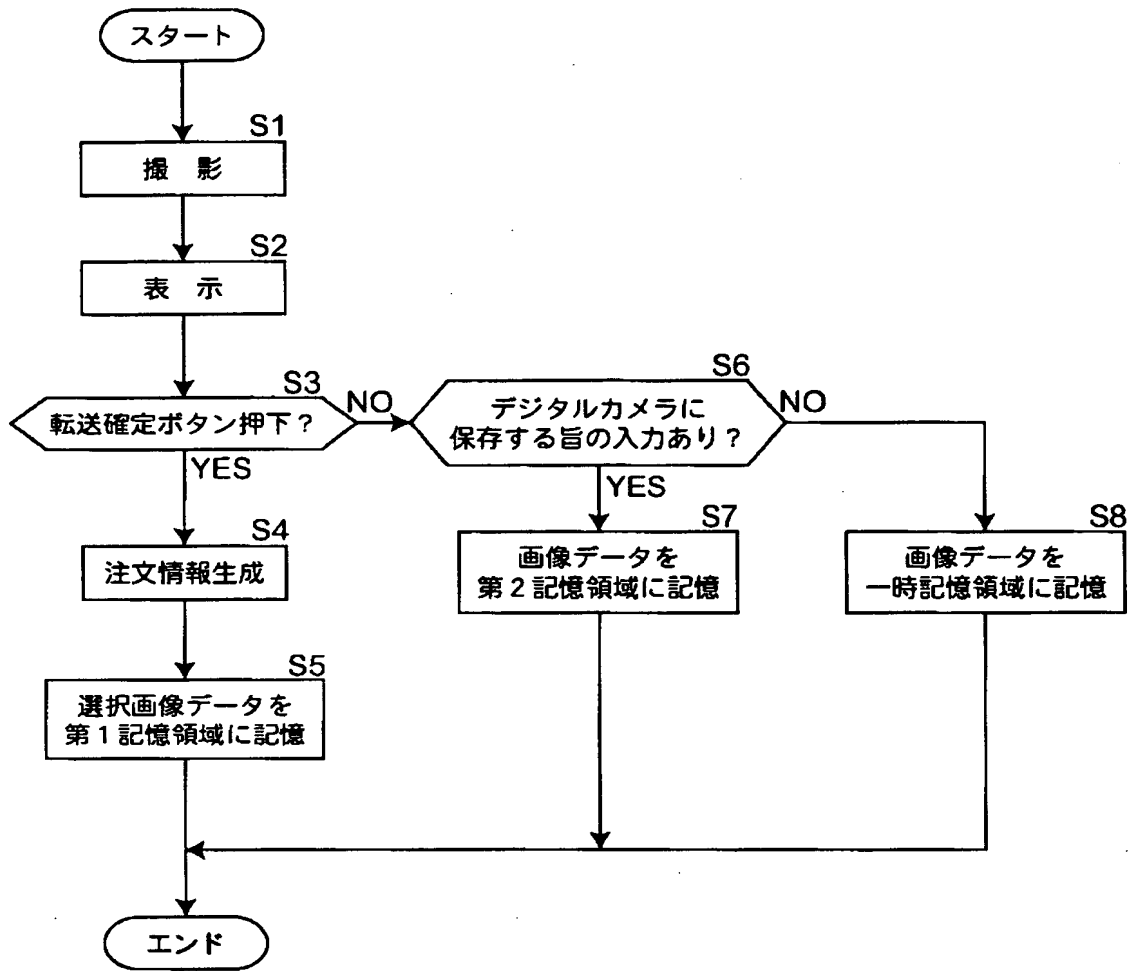 スタート
S1
撮 影
S2
表 示
S3
転送確定ボタン押下？
NO
YES
S6
デジタルカメラに
保存する旨の入力あり？
NO
YES
S4
注文情報生成
S7
画像データを
第２記憶領域に記憶
S8
画像データを
一時記憶領域に記憶
S5
選択画像データを
第１記憶領域に記憶
エンド